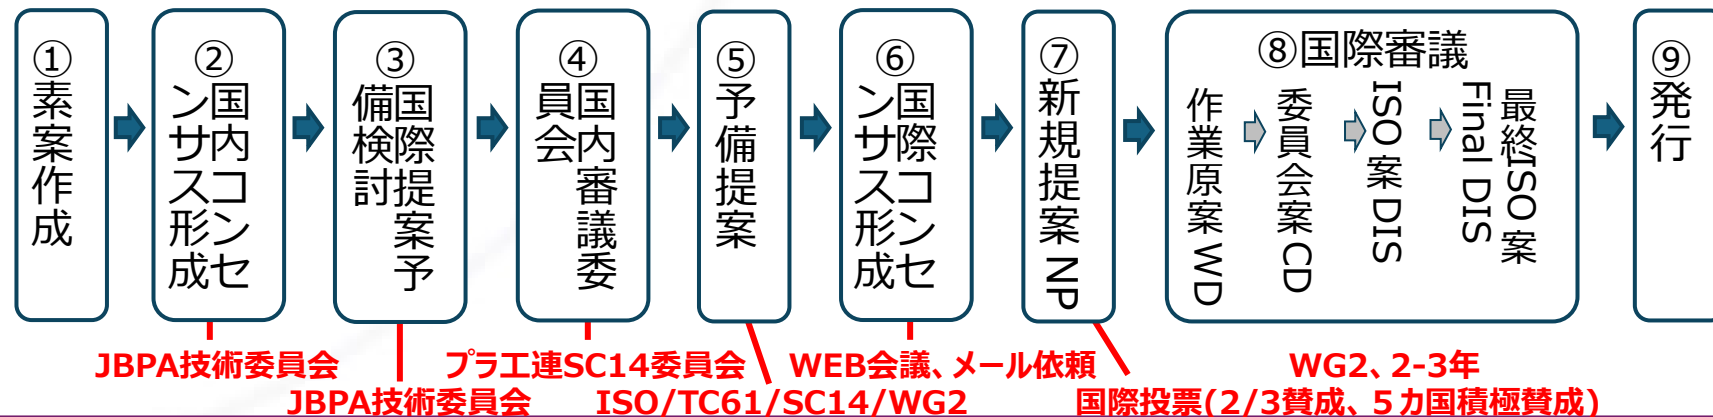 ①素案作成
②国内コンセ
ンサス形成
③国際提案予
備検討
④国内審議委
員会
⑤予備提案
⑥国際コンセ
ンサス形成
⑦新規提案 NP
⑧国際審議
作業原案 WD
委員会案 CD
ISO 案 DIS
最終ISO 案
Final DIS
⑨発行
JBPA技術委員会
プラ工連SC14委員会
WEB会議、メール依頼
WG2、2-3年
JBPA技術委員会
ISO/TC61/SC14/WG2
国際投票(2/3賛成、5カ国積極賛成)